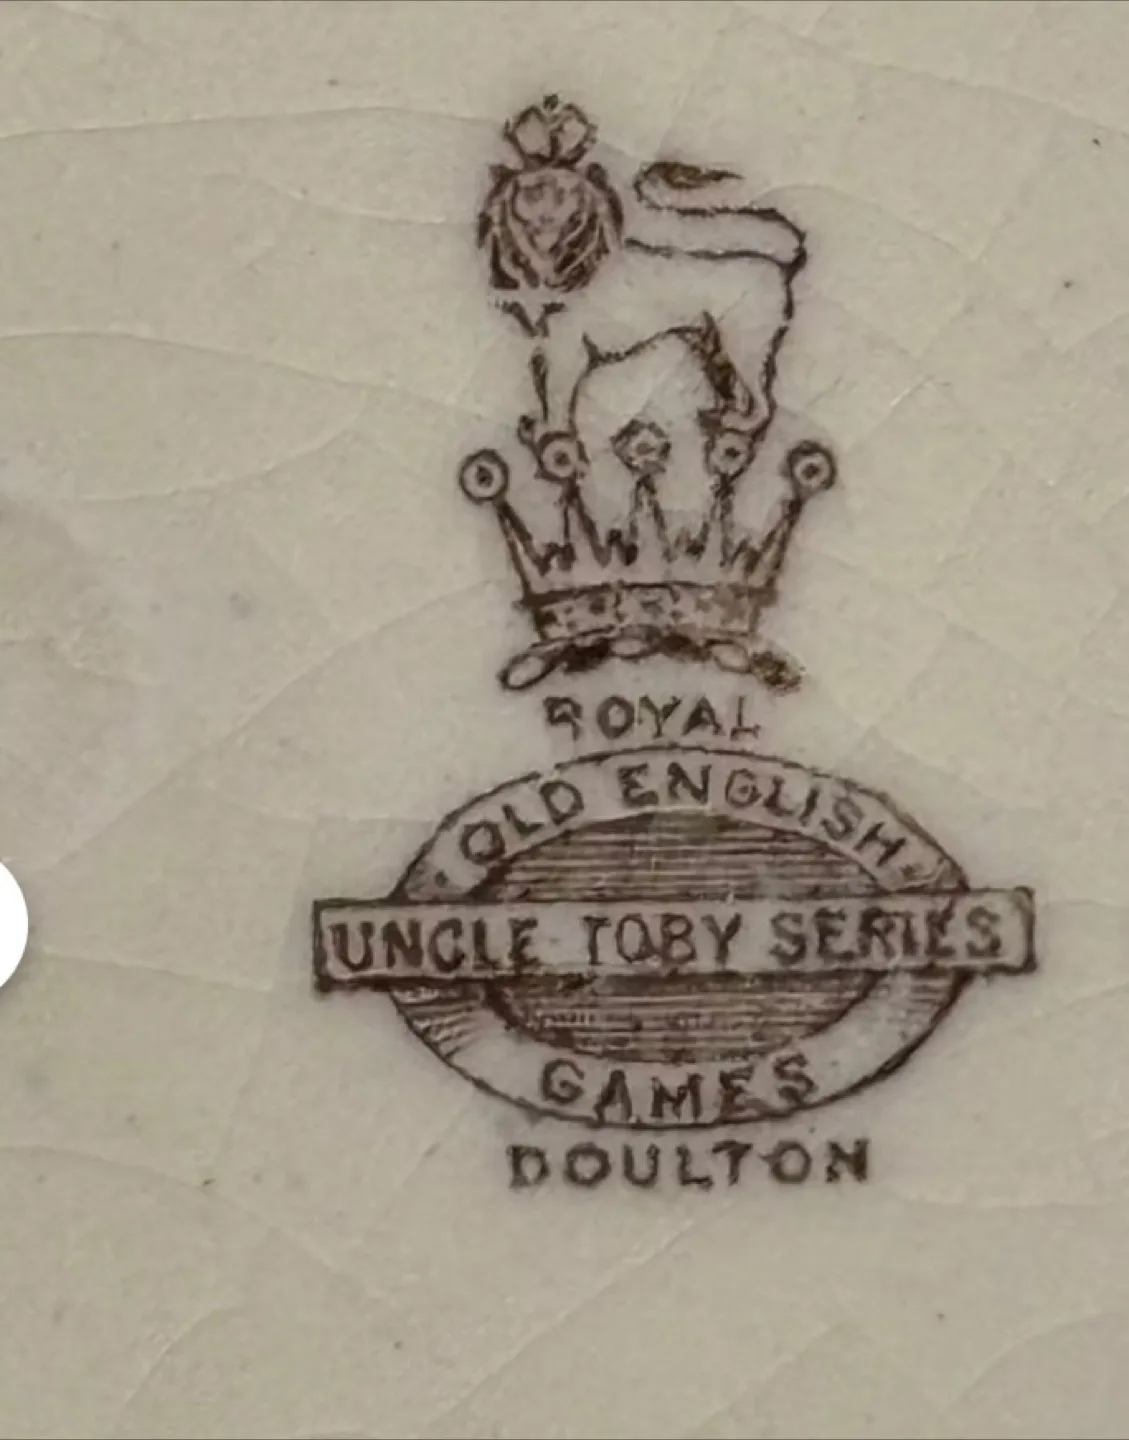 ROYAL
OLD ENGLISH
UNCLE TOBY SERIES
GAMES
DOULTON